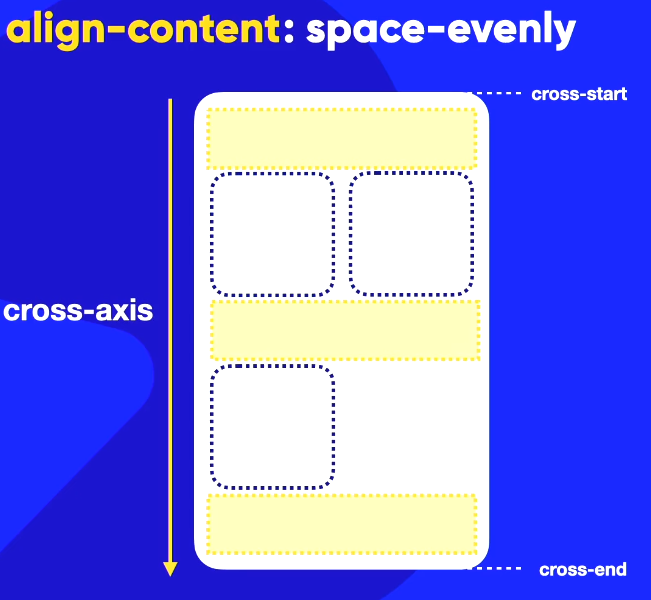 align-content: space-evenly
cross-start
cross-axis
cross-end